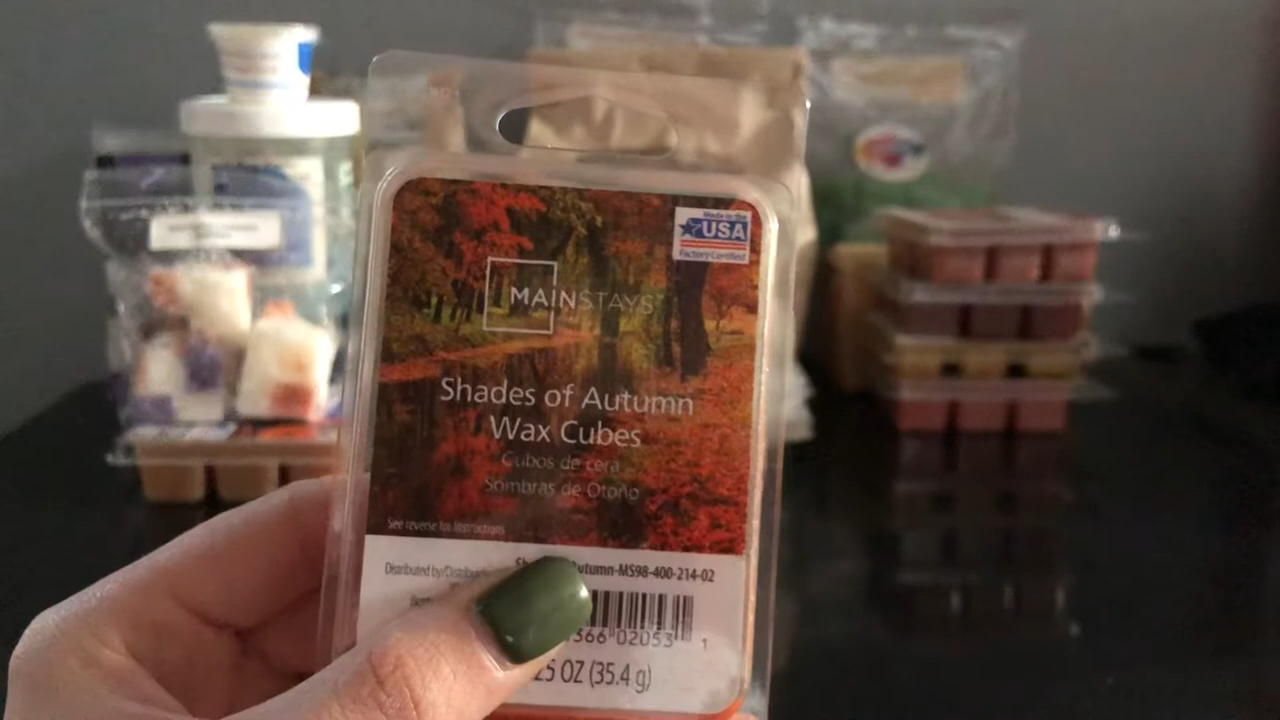 Made in the
USA
Factory Certified
MAINSTAYS
Shades of Autumn
Wax Cubes
Cubos de cera
Sombras de Otoño
See reverse for instructions
Autumn-MS98-400-214-02
Distributed by/
366 02053 1
25 OZ (35.4 g)